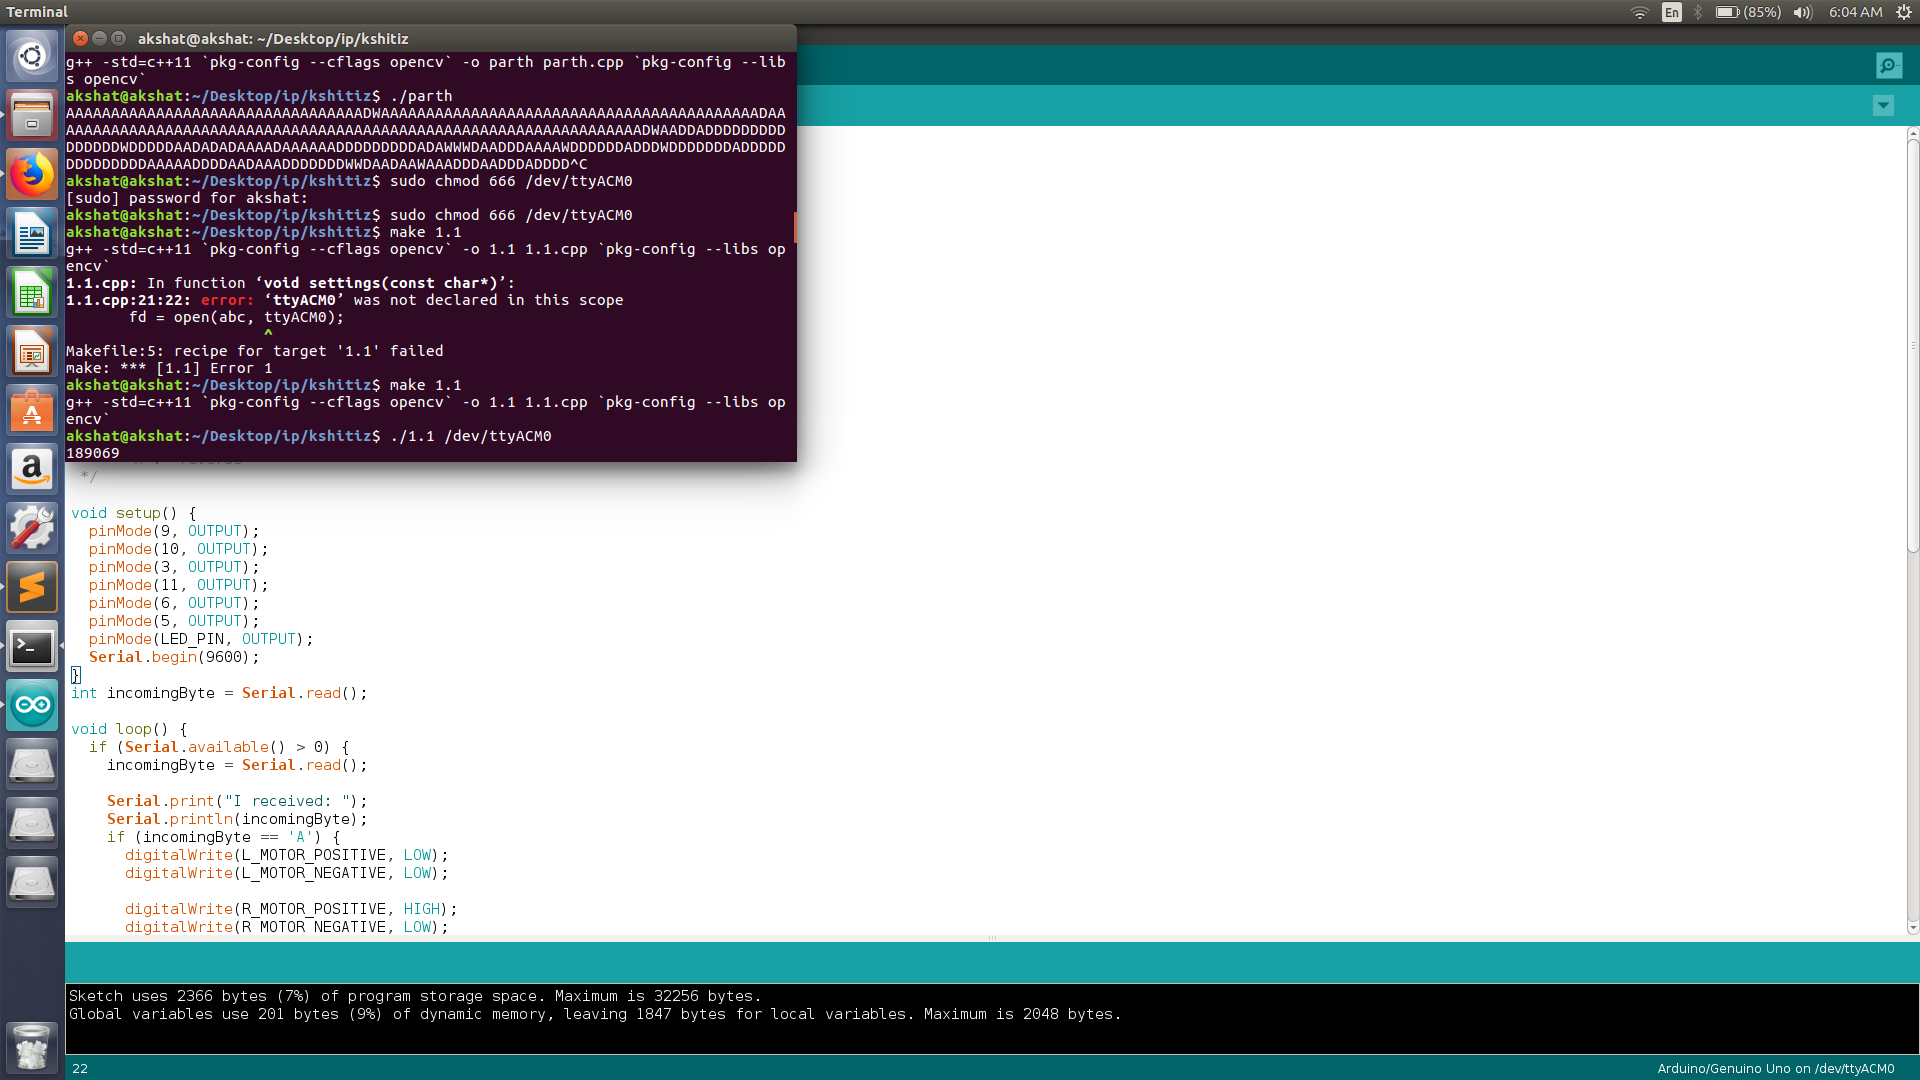 Terminal
En
(85%)
6:04 AM
akshat@akshat: ~/Desktop/ip/kshitiz
g++ -std=c++11 `pkg-config --cflags opencv` -o parth parth.cpp `pkg-config --lib
s opencv`
akshat@akshat:~/Desktop/ip/kshitiz$ ./parth
akshat@akshat:~/Desktop/ip/kshitiz$ sudo chmod 666 /dev/ttyACM0
[sudo] password for akshat:
akshat@akshat:~/Desktop/ip/kshitiz$ sudo chmod 666 /dev/ttyACM0
akshat@akshat:~/Desktop/ip/kshitiz$ make 1.1
g++ -std=c++11 `pkg-config --cflags opencv` -o 1.1 1.1.cpp `pkg-config --libs op
encv`
1.1.cpp: In function ‘void settings(const char*)’:
1.1.cpp:21:22: error: ‘ttyACM0’ was not declared in this scope
fd = open(abc, ttyACM0);
^
Makefile:5: recipe for target '1.1' failed
make: *** [1.1] Error 1
akshat@akshat:~/Desktop/ip/kshitiz$ make 1.1
g++ -std=c++11 `pkg-config --cflags opencv` -o 1.1 1.1.cpp `pkg-config --libs op
encv`
akshat@akshat:~/Desktop/ip/kshitiz$ ./1.1 /dev/ttyACM0
189069
*/
void setup() {
pinMode(9, OUTPUT);
pinMode(10, OUTPUT);
pinMode(3, OUTPUT);
pinMode(11, OUTPUT);
pinMode(6, OUTPUT);
pinMode(5, OUTPUT);
pinMode(LED_PIN, OUTPUT);
Serial.begin(9600);
}
int incomingByte = Serial.read();
void loop() {
if (Serial.available() > 0) {
incomingByte = Serial.read();
Serial.print("I received: ");
Serial.println(incomingByte);
if (incomingByte == 'A') {
digitalWrite(L_MOTOR_POSITIVE, LOW);
digitalWrite(L_MOTOR_NEGATIVE, LOW);
digitalWrite(R_MOTOR_POSITIVE, HIGH);
digitalWrite(R_MOTOR_NEGATIVE, LOW);
Sketch uses 2366 bytes (7%) of program storage space. Maximum is 32256 bytes.
Global variables use 201 bytes (9%) of dynamic memory, leaving 1847 bytes for local variables. Maximum is 2048 bytes.
22
Arduino/Genuino Uno on /dev/ttyACM0